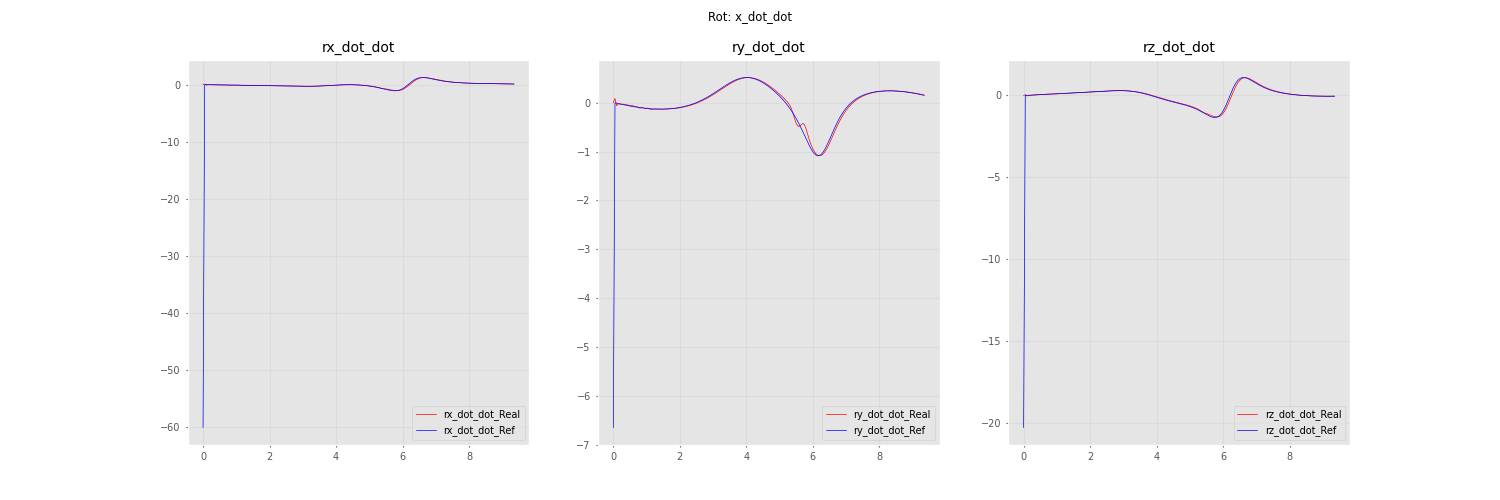 Rot: x_dot_dot
rx_dot_dot
0
−10
−20
−30
−40
−50
−60
0 2 4 6 8
rx_dot_dot_Real
rx_dot_dot_Ref
ry_dot_dot
0
−1
−2
−3
−4
−5
−6
−7
0 2 4 6 8
ry_dot_dot_Real
ry_dot_dot_Ref
rz_dot_dot
0
−5
−10
−15
−20
0 2 4 6 8
rz_dot_dot_Real
rz_dot_dot_Ref